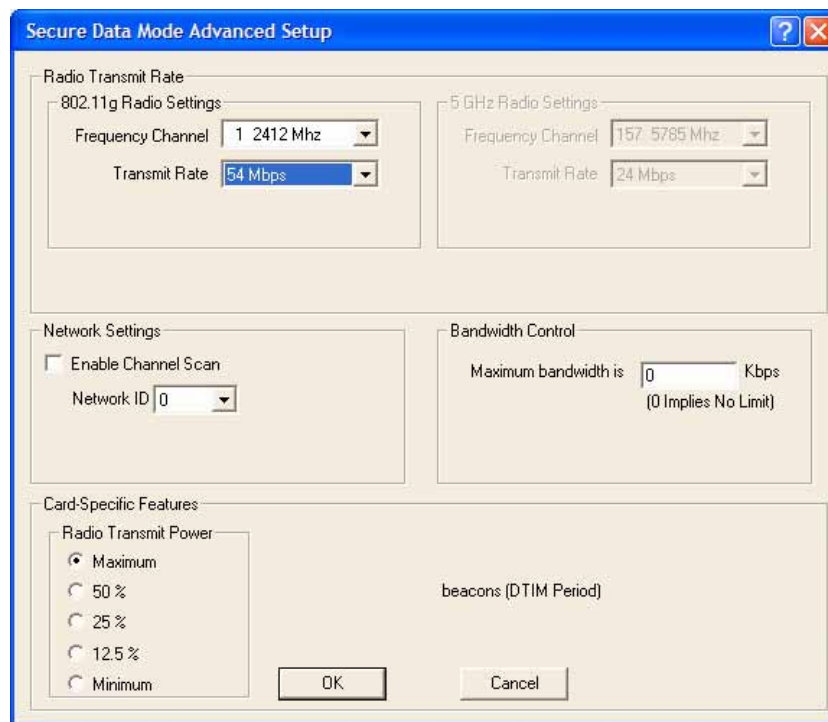 Secure Data Mode Advanced Setup
Radio Transmit Rate
802.11g Radio Settings
Frequency Channel 1 2412 Mhz
Transmit Rate 54 Mbps
5 GHz Radio Settings
Frequency Channel 157 5785 Mhz
Transmit Rate 24 Mbps
Network Settings
Enable Channel Scan
Network ID 0
Bandwidth Control
Maximum bandwidth is 0 Kbps
(0 Implies No Limit)
Card-Specific Features
Radio Transmit Power
Maximum
50 %
25 %
12.5 %
Minimum
beacons (DTIM Period)
OK
Cancel